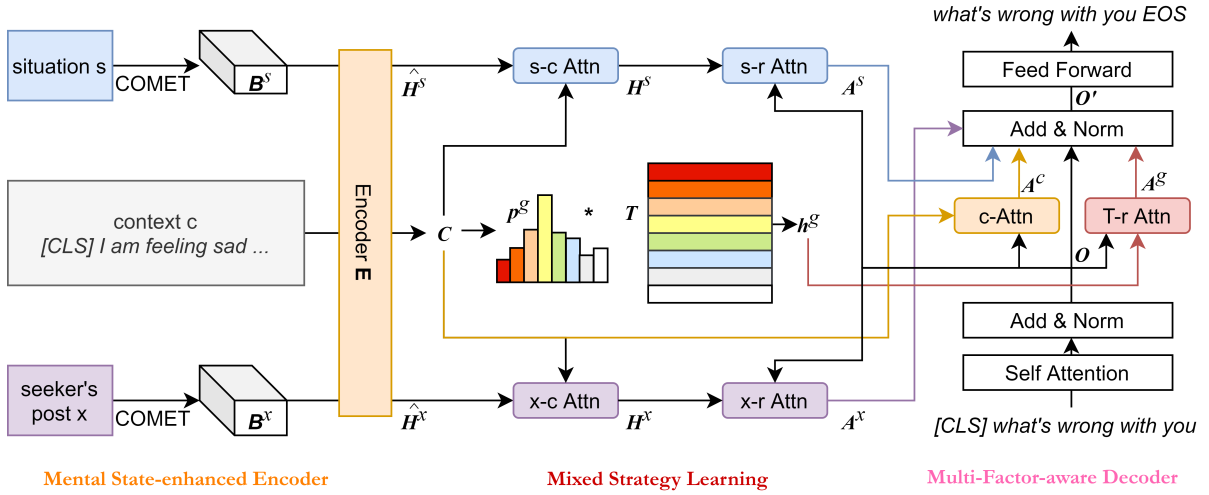 what's wrong with you EOS
situation s
COMET
B^s
Ĥ^s
s-c Attn
H^s
s-r Attn
A^s
Feed Forward
O'
Add & Norm
context c
[CLS] I am feeling sad ...
Encoder E
C
p^g
*
T
h^g
A^c
A^g
c-Attn
T-r Attn
O
Add & Norm
Self Attention
seeker's
post x
COMET
B^x
Ĥ^x
x-c Attn
H^x
x-r Attn
A^x
[CLS] what's wrong with you
Mental State-enhanced Encoder
Mixed Strategy Learning
Multi-Factor-aware Decoder